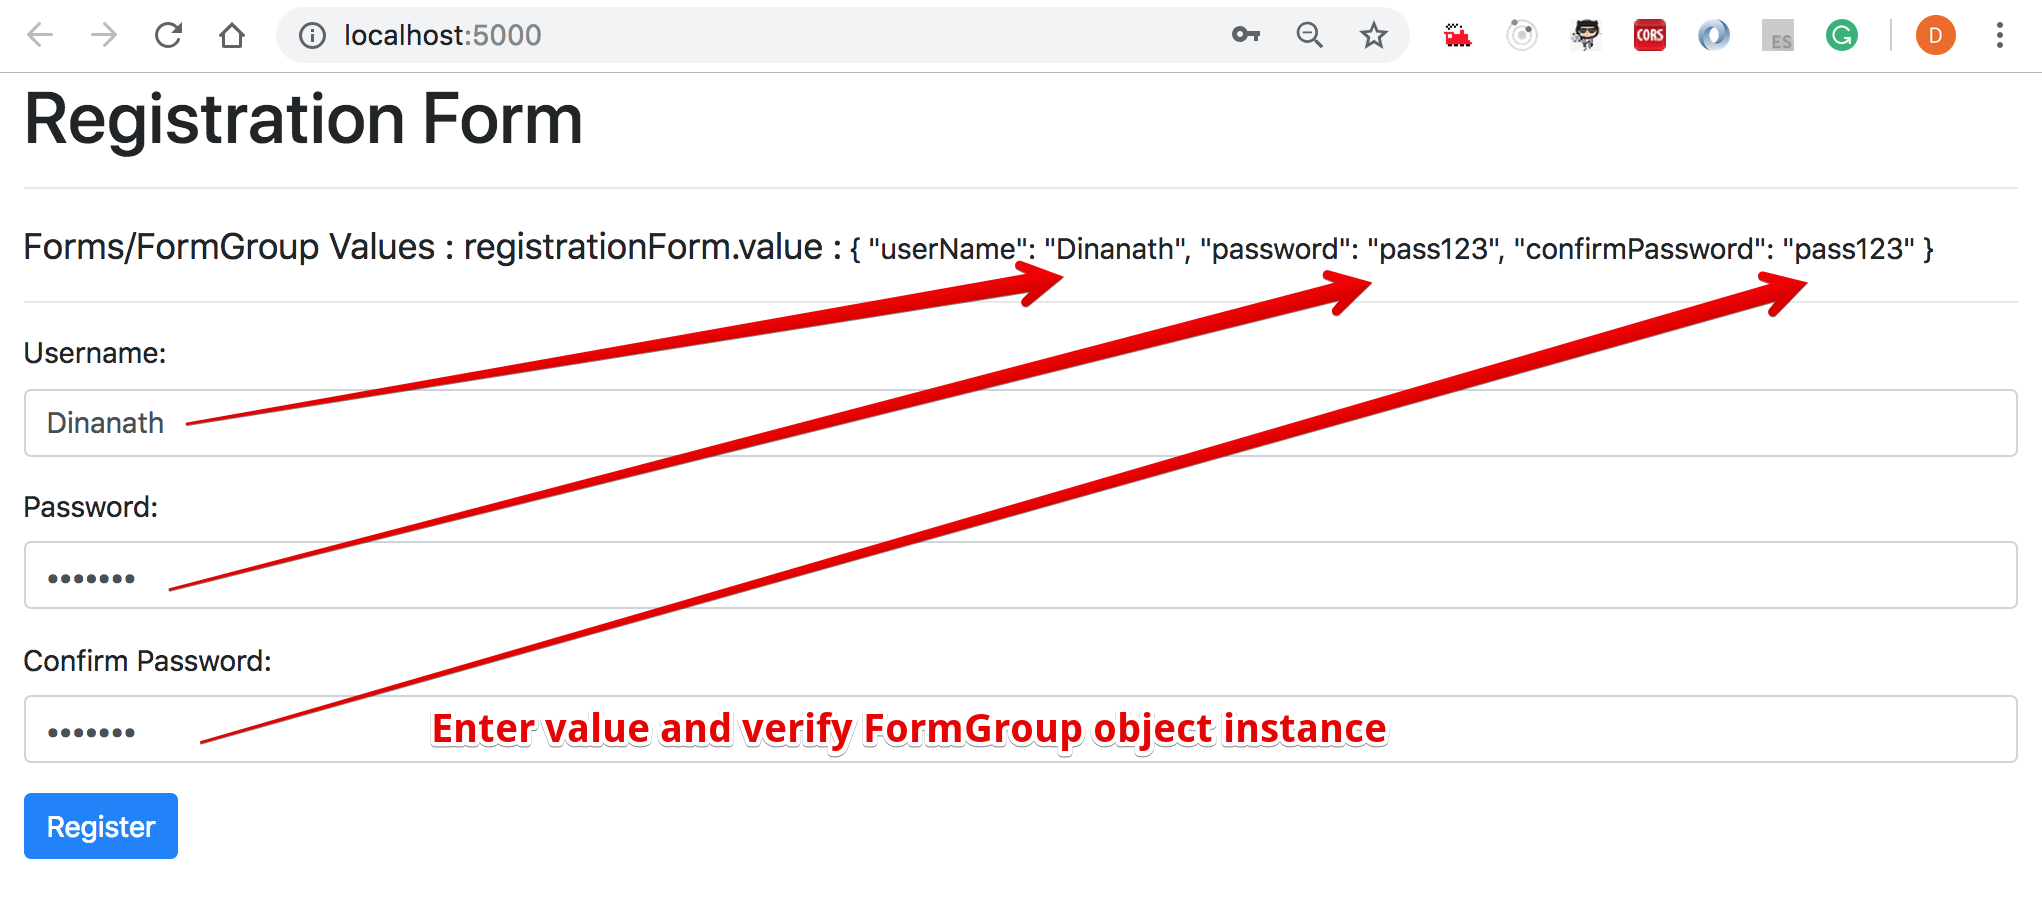 localhost:5000
CORS
ES
G
D
Registration Form
Forms/FormGroup Values : registrationForm.value : { "userName": "Dinanath", "password": "pass123", "confirmPassword": "pass123" }
Username:
Dinanath
Password:
•••••••
Confirm Password:
•••••••
Enter value and verify FormGroup object instance
Register